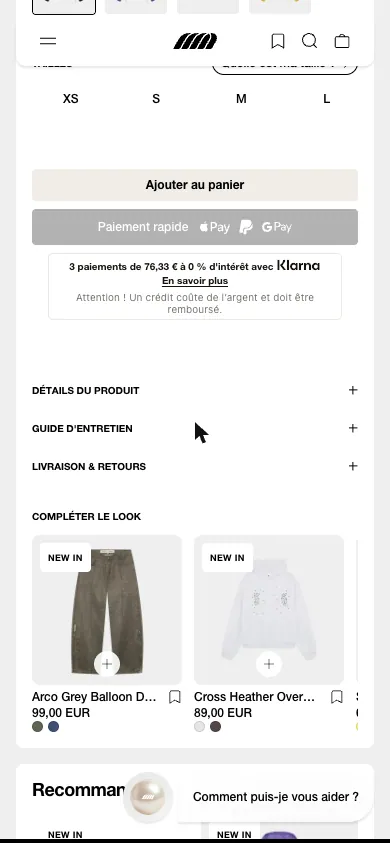 XS S M L
Ajouter au panier
Paiement rapide Pay GPay
3 paiements de 76,33 € à 0 % d'intérêt avec Klarna
En savoir plus
Attention ! Un crédit coûte de l'argent et doit être
remboursé.
DÉTAILS DU PRODUIT +
GUIDE D'ENTRETIEN +
LIVRAISON & RETOURS +
COMPLÉTER LE LOOK
NEW IN NEW IN
Arco Grey Balloon D... Cross Heather Over...
99,00 EUR 89,00 EUR
Recomman
Comment puis-je vous aider ?
NEW IN NEW IN